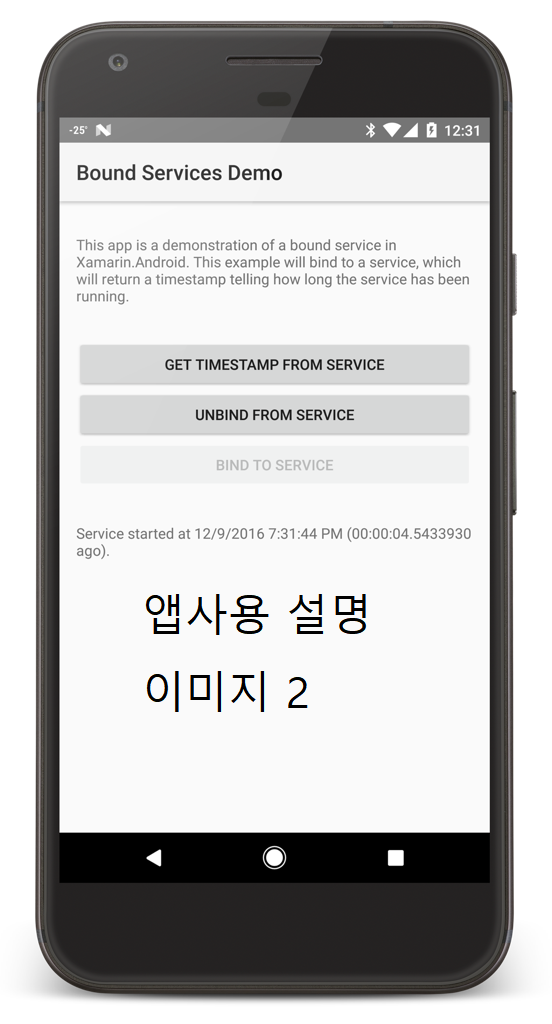 -25° 12:31
Bound Services Demo
This app is a demonstration of a bound service in
Xamarin.Android. This example will bind to a service, which
will return a timestamp telling how long the service has been
running.
GET TIMESTAMP FROM SERVICE
UNBIND FROM SERVICE
BIND TO SERVICE
Service started at 12/9/2016 7:31:44 PM (00:00:04.5433930
ago).
앱사용 설명
이미지 2